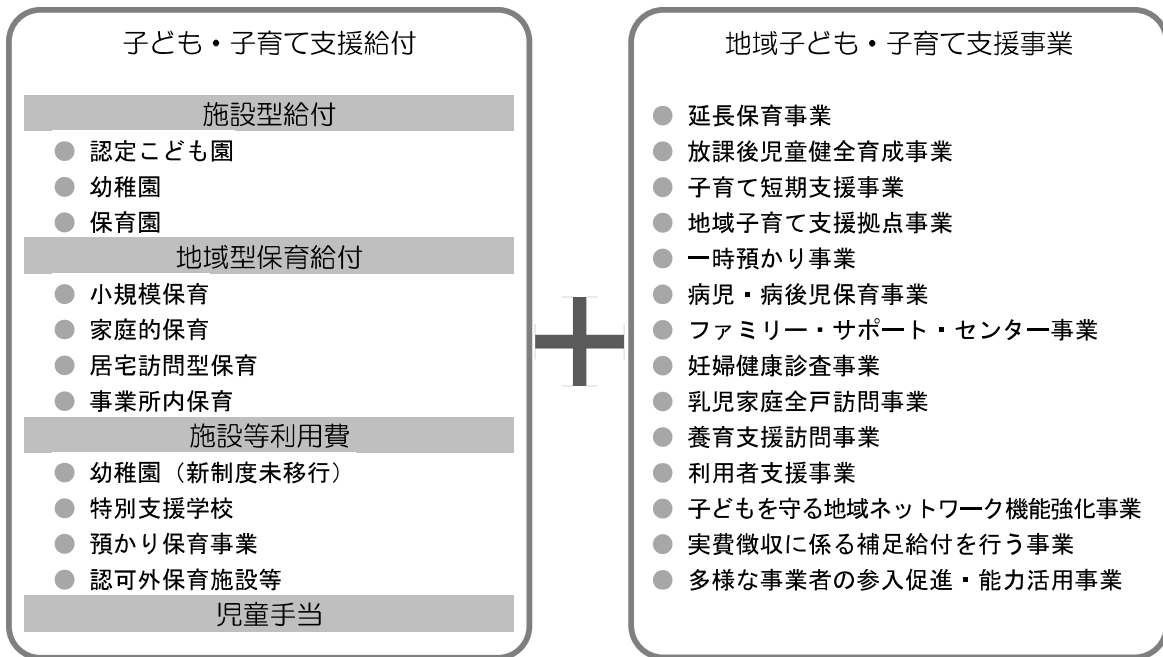 子ども・子育て支援給付
施設型給付
● 認定こども園
● 幼稚園
● 保育園
地域型保育給付
● 小規模保育
● 家庭的保育
● 居宅訪問型保育
● 事業所内保育
施設等利用費
● 幼稚園（新制度未移行）
● 特別支援学校
● 預かり保育事業
● 認可外保育施設等
児童手当
地域子ども・子育て支援事業
● 延長保育事業
● 放課後児童健全育成事業
● 子育て短期支援事業
● 地域子育て支援拠点事業
● 一時預かり事業
● 病児・病後児保育事業
● ファミリー・サポート・センター事業
● 妊婦健康診査事業
● 乳児家庭全戸訪問事業
● 養育支援訪問事業
● 利用者支援事業
● 子どもを守る地域ネットワーク機能強化事業
● 実費徴収に係る補足給付を行う事業
● 多様な事業者の参入促進・能力活用事業